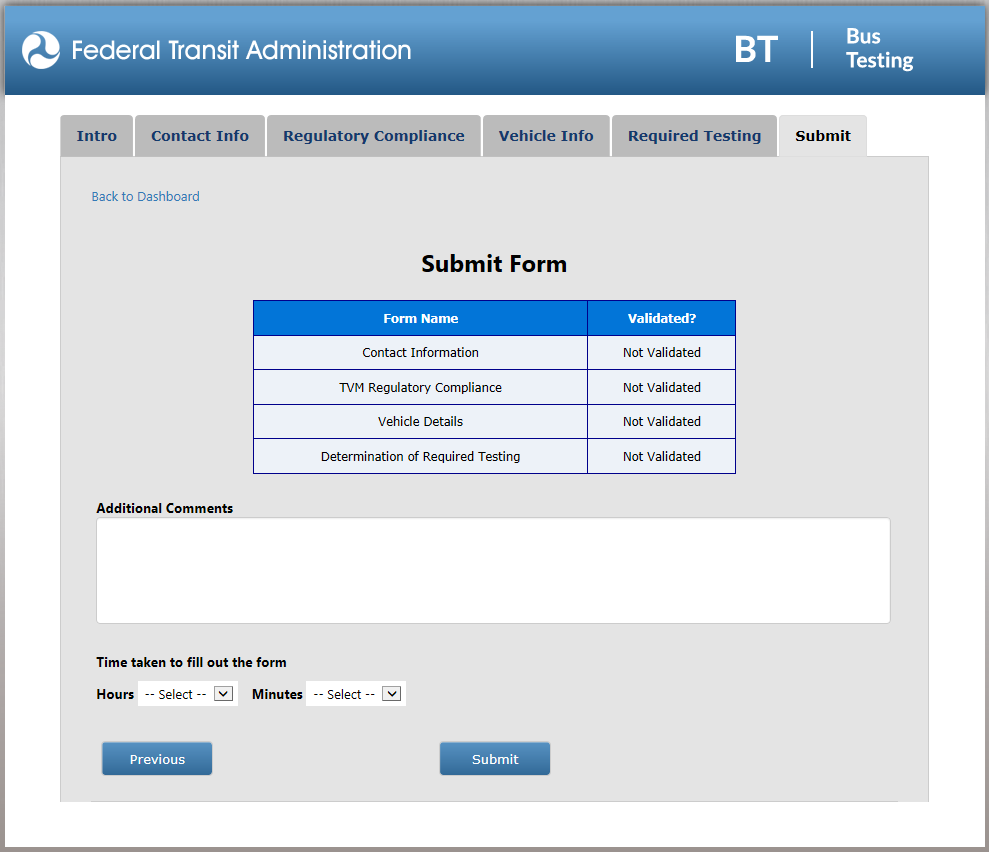 Federal Transit Administration
BT
Bus
Testing
Intro
Contact Info
Regulatory Compliance
Vehicle Info
Required Testing
Submit
Back to Dashboard
Submit Form
Form Name Validated?
Contact Information Not Validated
TVM Regulatory Compliance Not Validated
Vehicle Details Not Validated
Determination of Required Testing Not Validated
Additional Comments
Time taken to fill out the form
Hours -- Select -- Minutes -- Select --
Previous Submit